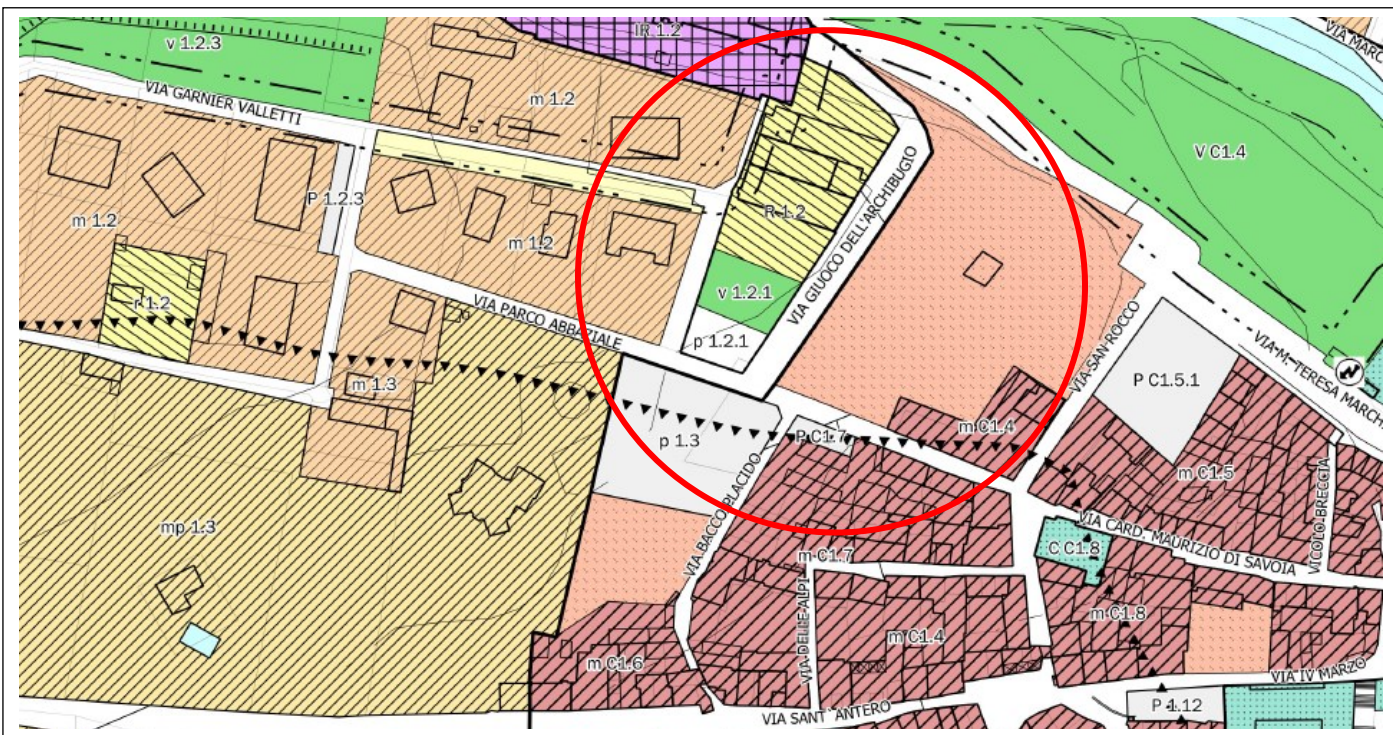 v 1.2.3
IR 1.2
VIA MARC
VIA GARNIER VALLETTI
m 1.2
V C1.4
P 1.2.3
m 1.2
m 1.2
R 1.2
VIA GIUOCO DELL'ARCHIBUGIO
r 1.2
v 1.2.1
VIA PARCO ABBAZIALE
p 1.2.1
VIA SAN ROCCO
VIA M. TERESA MARCH
P C1.5.1
m 1.3
p 1.3
P C1.7
m C1.4
m C1.5
VICOLO BRECCIA
VIA BACCO PLACIDO
mp 1.3
VIA CARD. MAURIZIO DI SAVOIA
C C1.8
m C1.7
VIA DELLE ALPI
m C1.4
m C1.8
m C1.6
VIA IV MARZO
P 1.12
VIA SANT`ANTERO